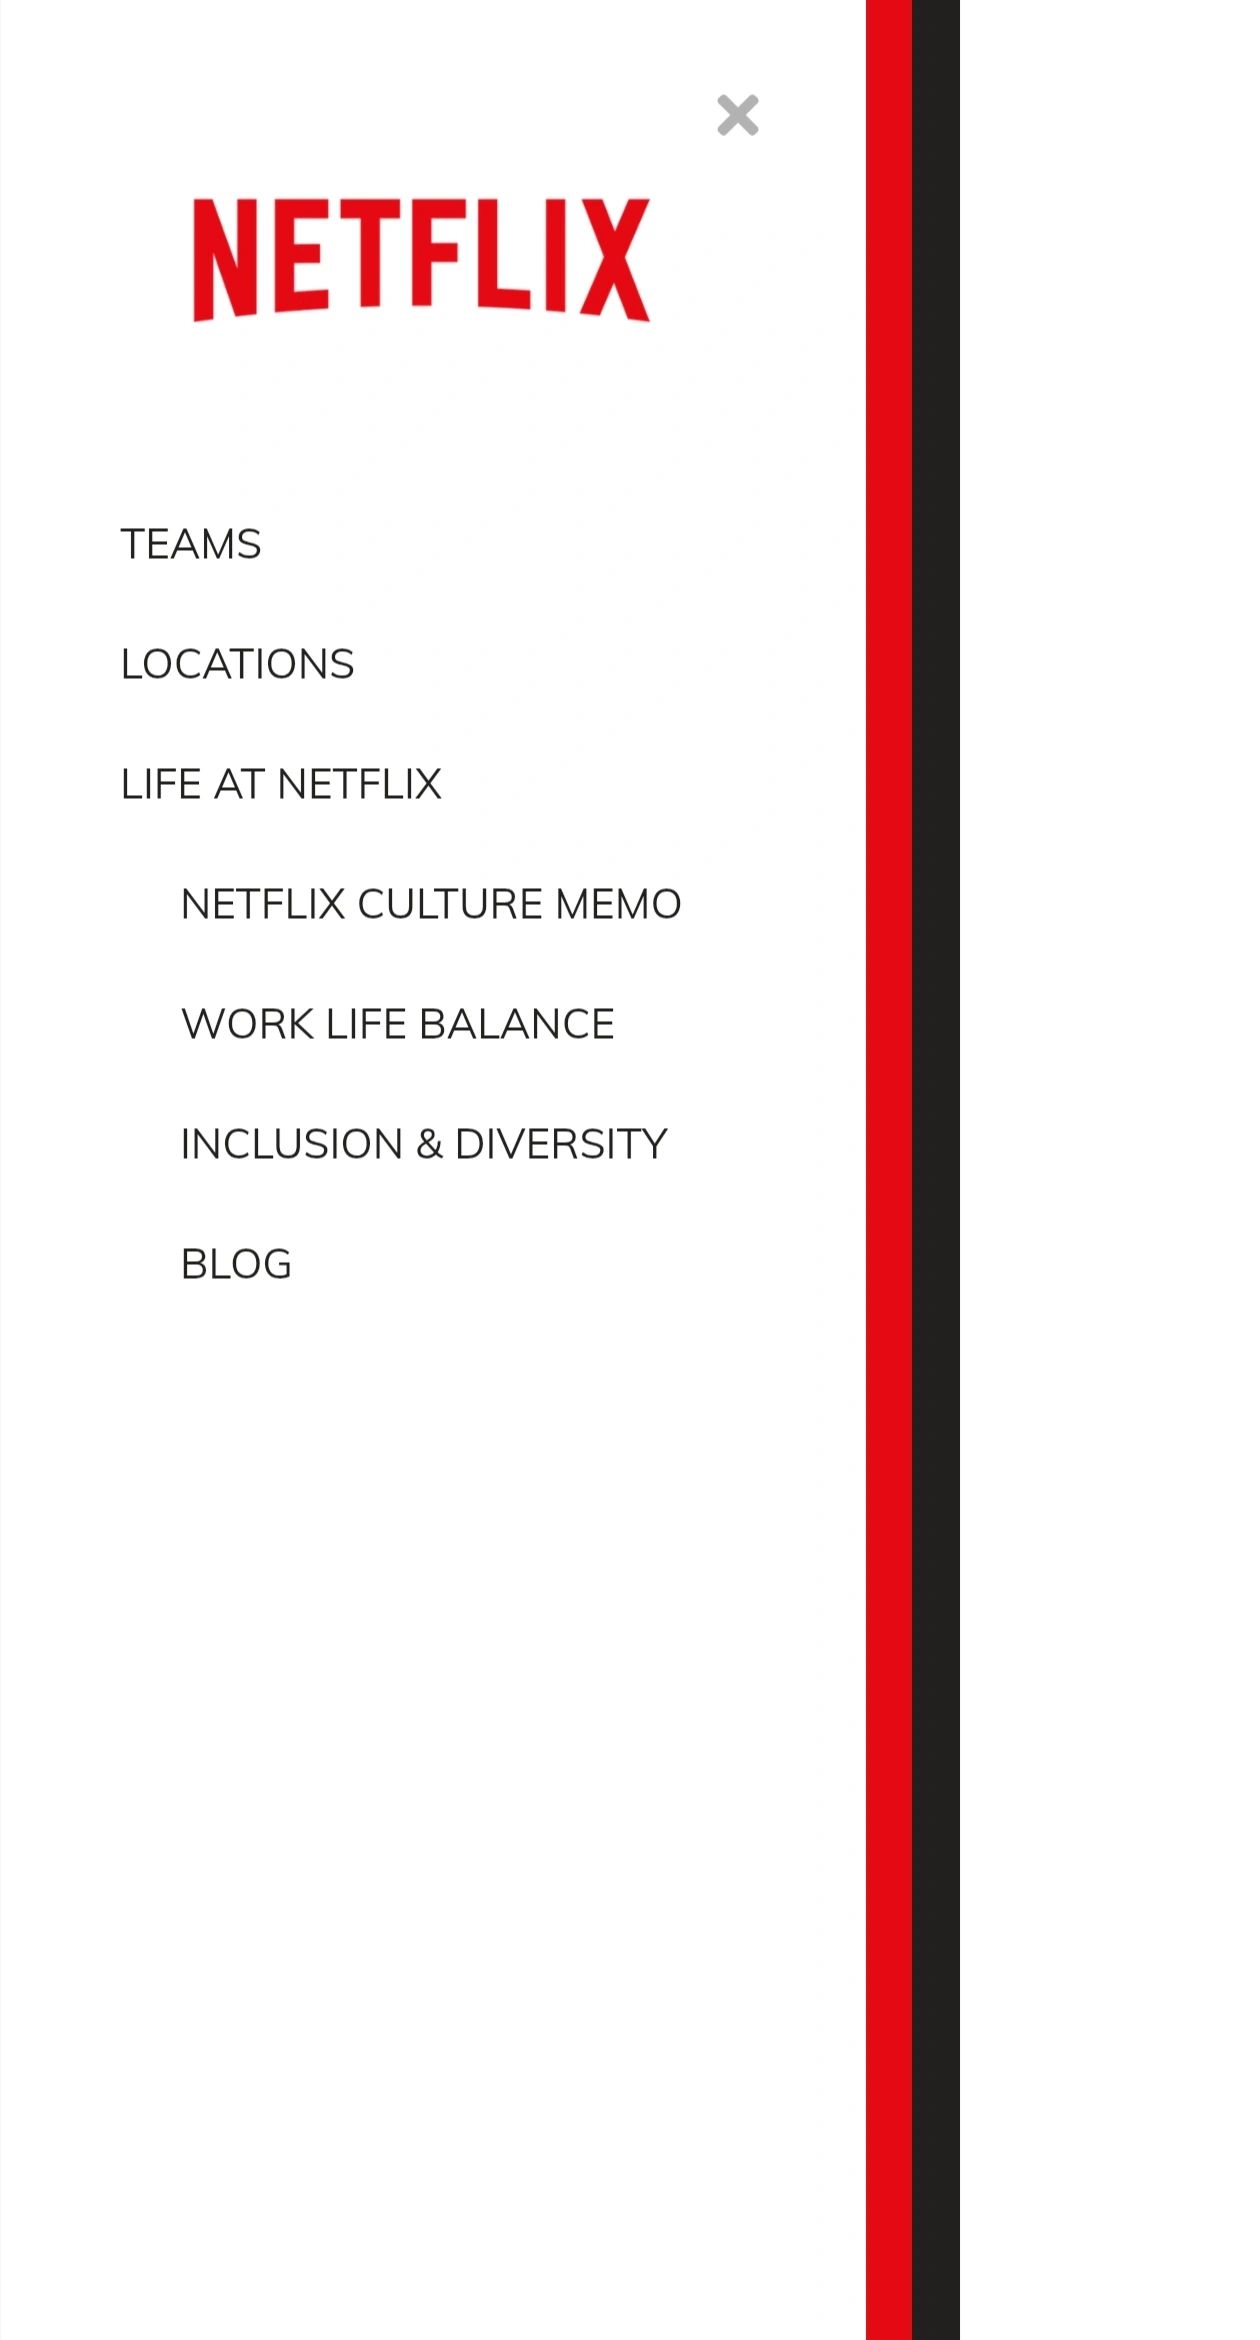 NETFLIX
TEAMS
LOCATIONS
LIFE AT NETFLIX
NETFLIX CULTURE MEMO
WORK LIFE BALANCE
INCLUSION & DIVERSITY
BLOG